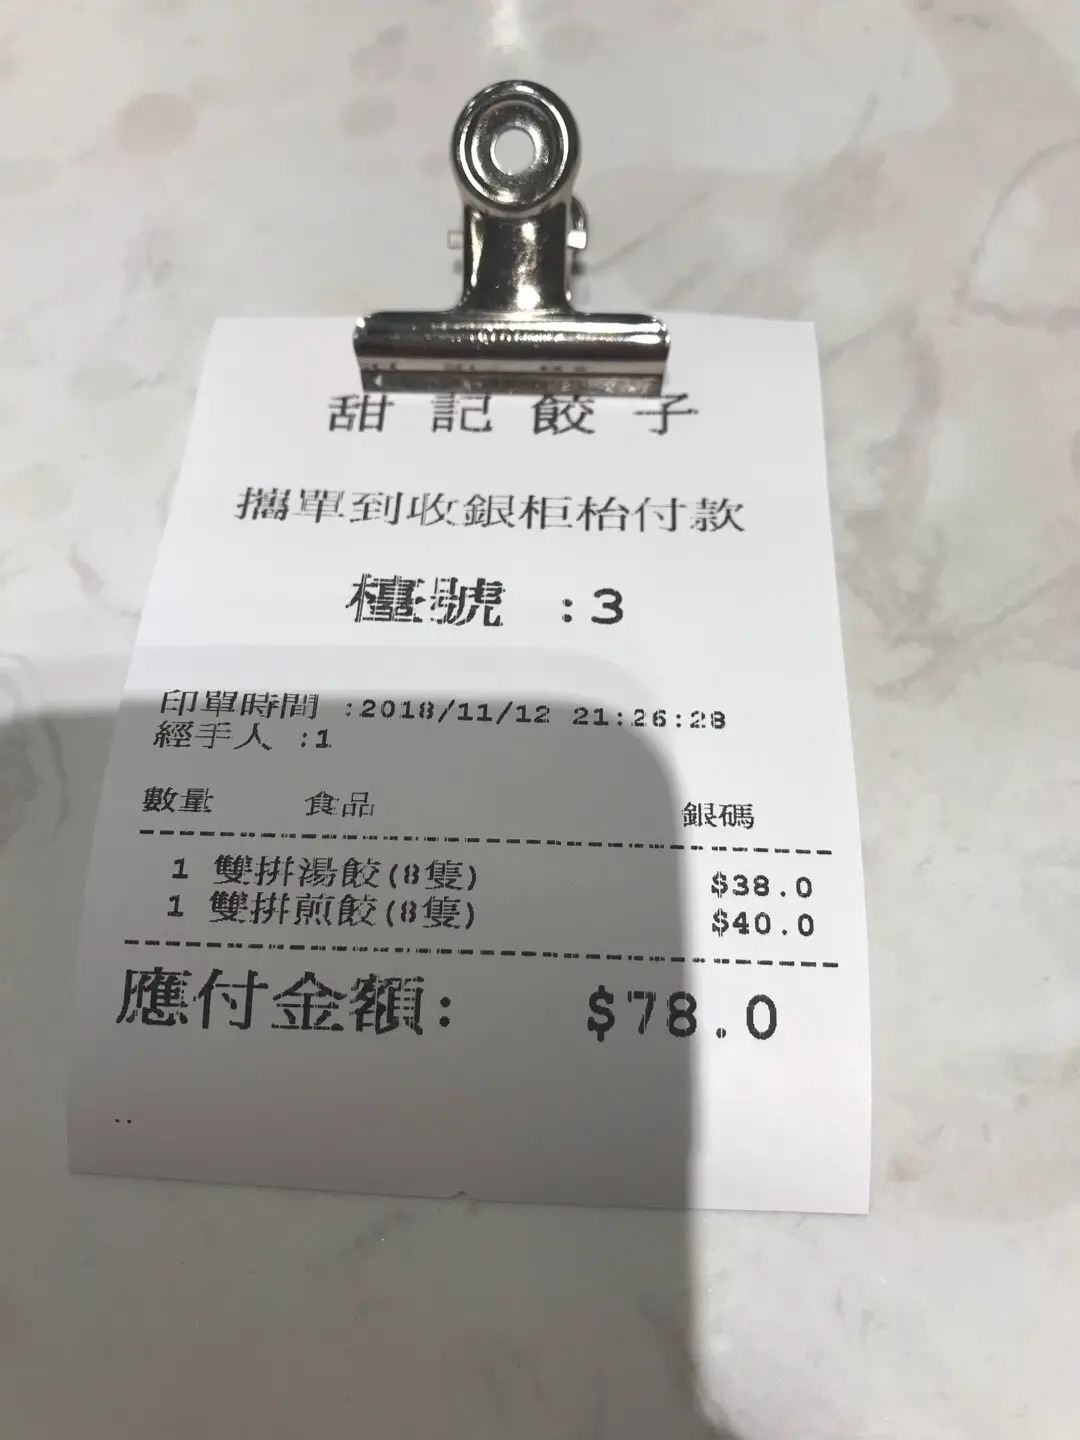 甜記餃子
攜單到收銀柜枱付款
檯號 :3
印單時間 :2018/11/12 21:26:28
經手人 :1
數量 食品 銀碼
1 雙拼湯餃(8隻) $38.0
1 雙拼煎餃(8隻) $40.0
應付金額: $78.0
..